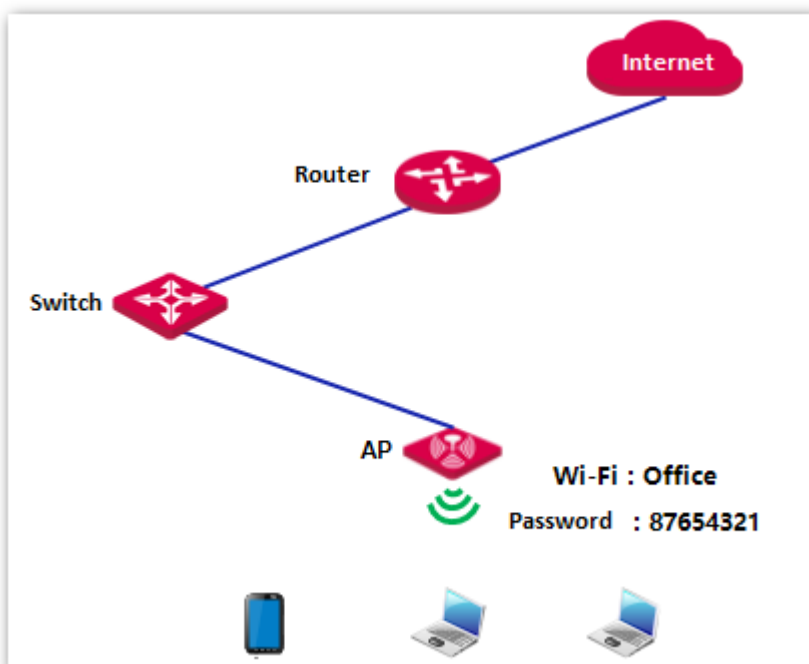 Internet
Router
Switch
AP
Wi-Fi : Office
Password : 87654321